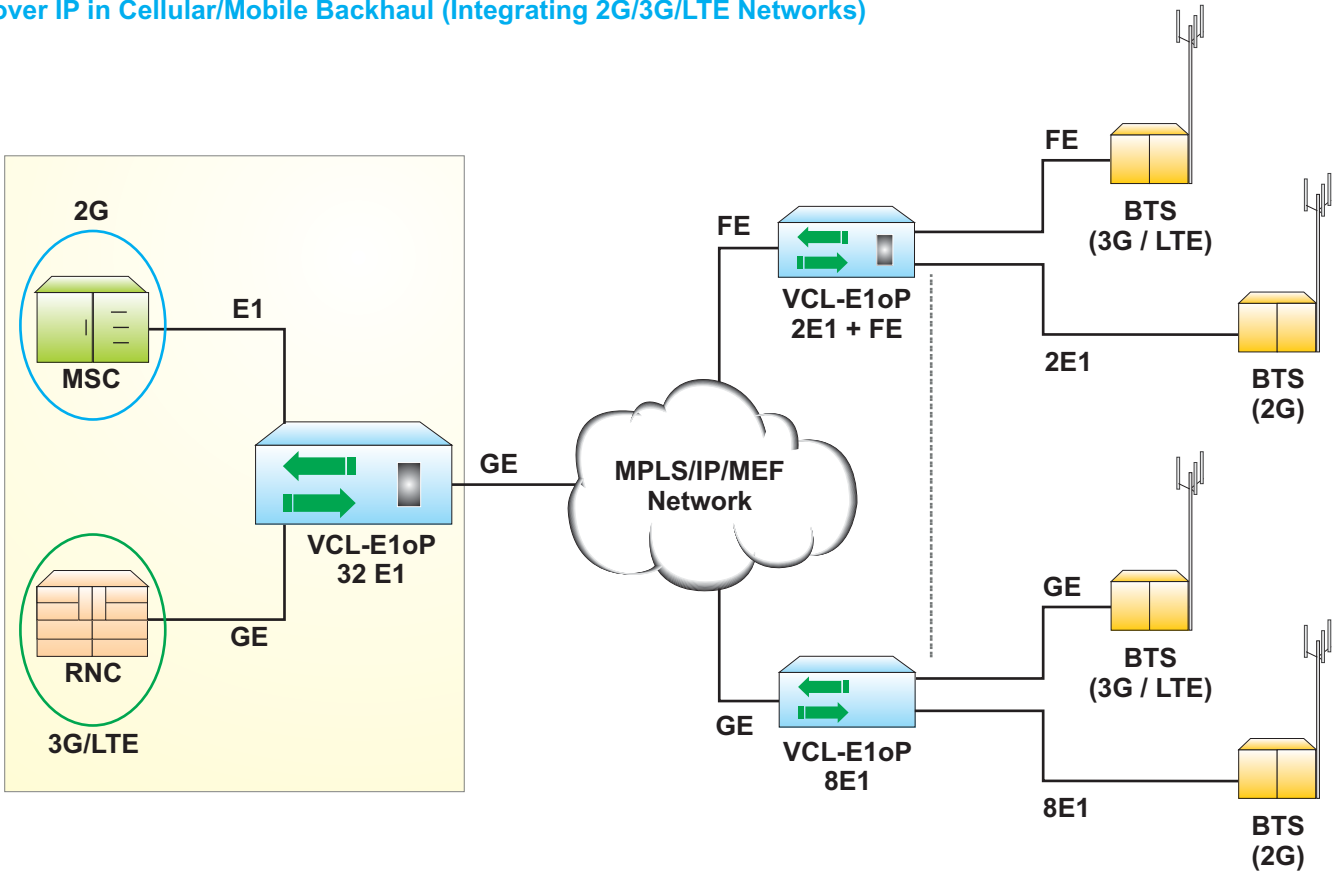 over IP in Cellular/Mobile Backhaul (Integrating 2G/3G/LTE Networks)
2G
MSC
E1
VCL-E1oP
32 E1
GE
RNC
3G/LTE
GE
MPLS/IP/MEF
Network
FE
VCL-E1oP
2E1 + FE
FE
BTS
(3G / LTE)
2E1
BTS
(2G)
GE
VCL-E1oP
8E1
GE
BTS
(3G / LTE)
8E1
BTS
(2G)